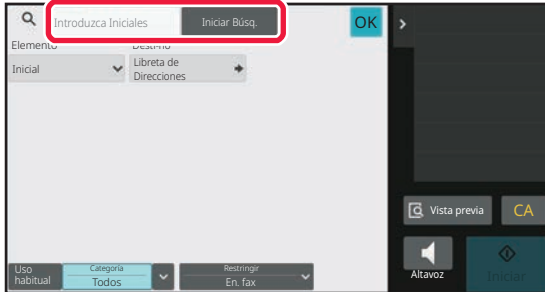 Introduzca Iniciales
Iniciar Búsq.
OK
Elemento
Inicial
Libreta de
Direcciones
Vista previa
CA
Altavoz
Iniciar
Uso
habitual
Categoría
Todos
Restringir
En. fax